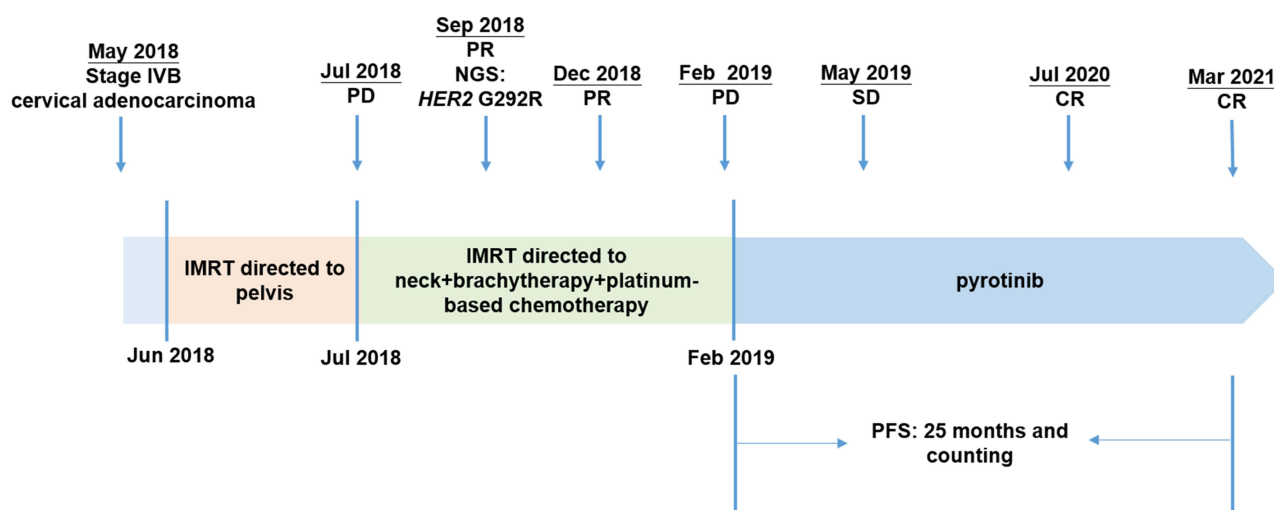 May 2018
Stage IVB
cervical adenocarcinoma
Jul 2018
PD
Sep 2018
PR
NGS:
HER2 G292R
Dec 2018
PR
Feb 2019
PD
May 2019
SD
Jul 2020
CR
Mar 2021
CR
IMRT directed to
pelvis
IMRT directed to
neck+brachytherapy+platinum-
based chemotherapy
pyrotinib
Jun 2018
Jul 2018
Feb 2019
PFS: 25 months and
counting